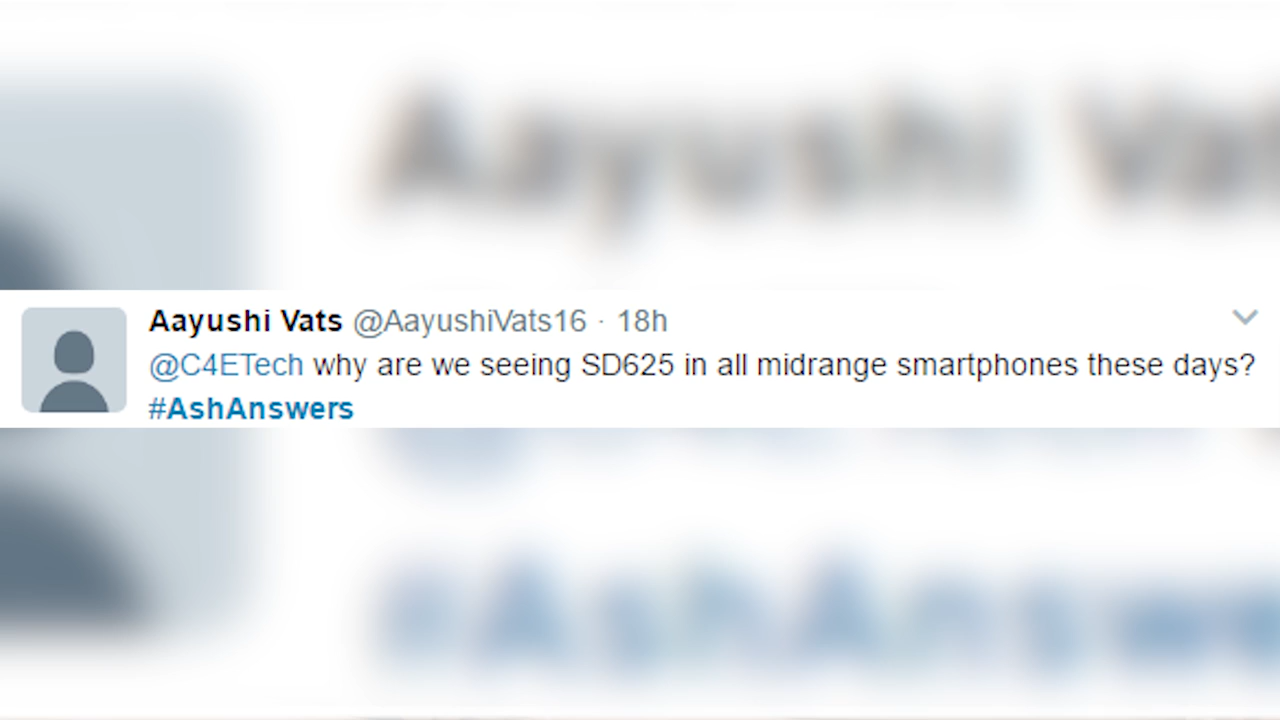 Aayushi Vats @AayushiVats16 · 18h
@C4ETech why are we seeing SD625 in all midrange smartphones these days?
#AshAnswers